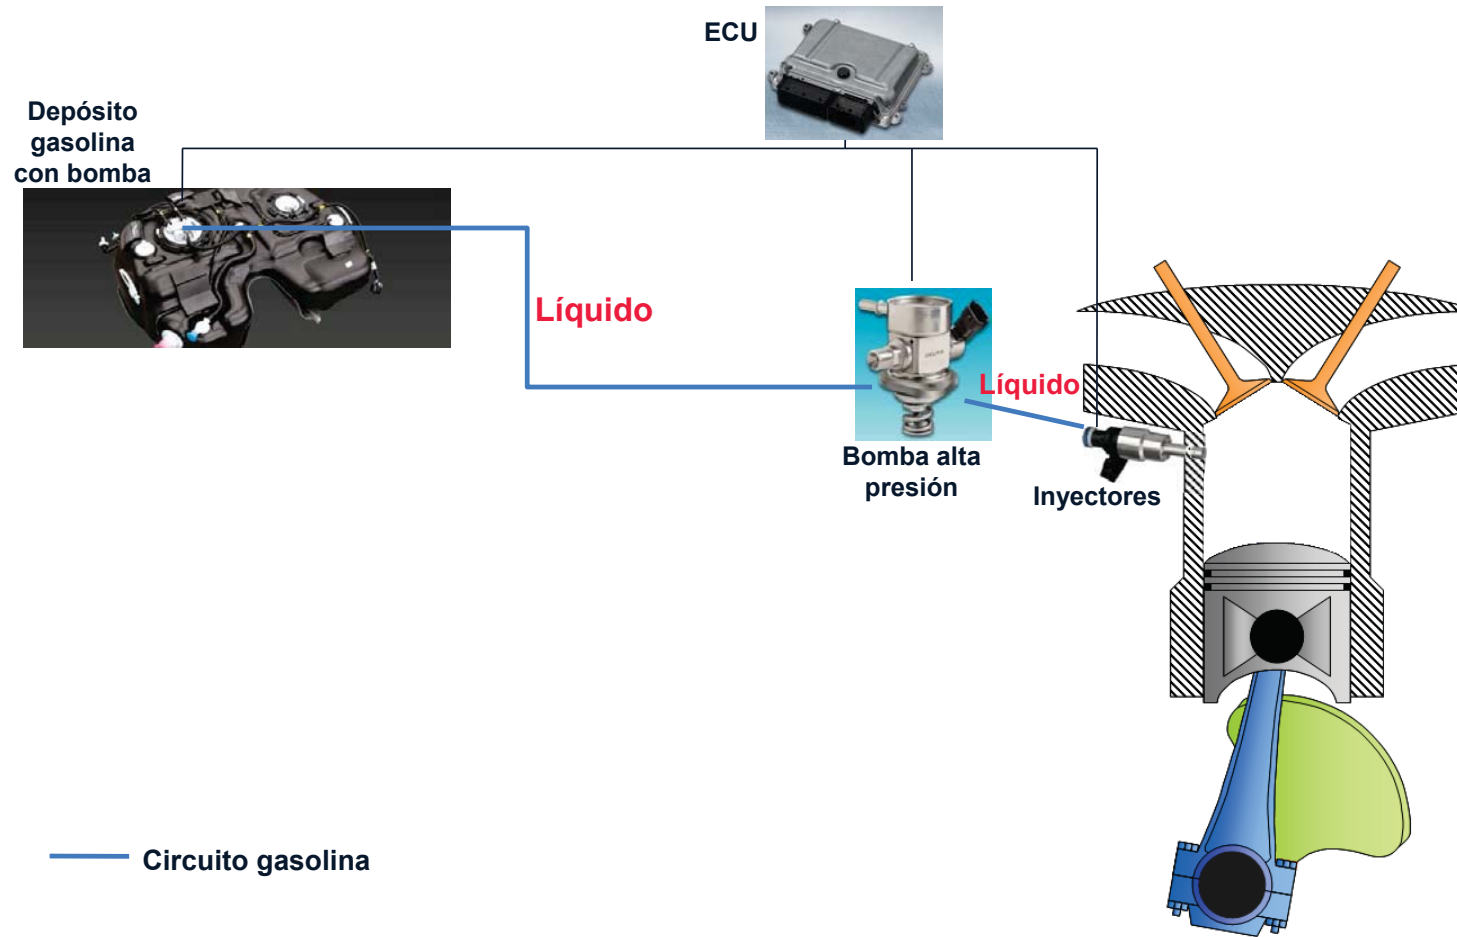 ECU
Depósito
gasolina
con bomba
Líquido
Líquido
Bomba alta
presión
Inyectores
Circuito gasolina